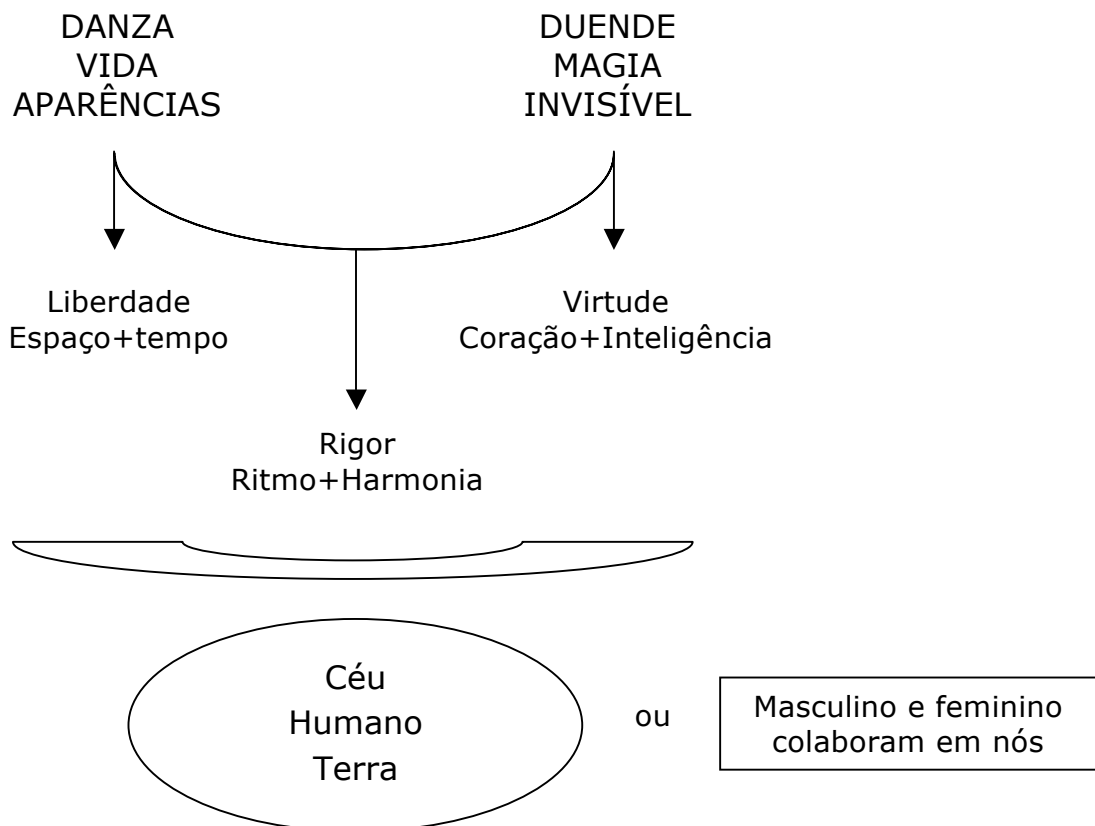 DANZA
VIDA
APARÊNCIAS
DUENDE
MAGIA
INVISÍVEL
Liberdade
Espaço+tempo
Virtude
Coração+Inteligência
Rigor
Ritmo+Harmonia
Céu
Humano
Terra
ou
Masculino e feminino
colaboram em nós